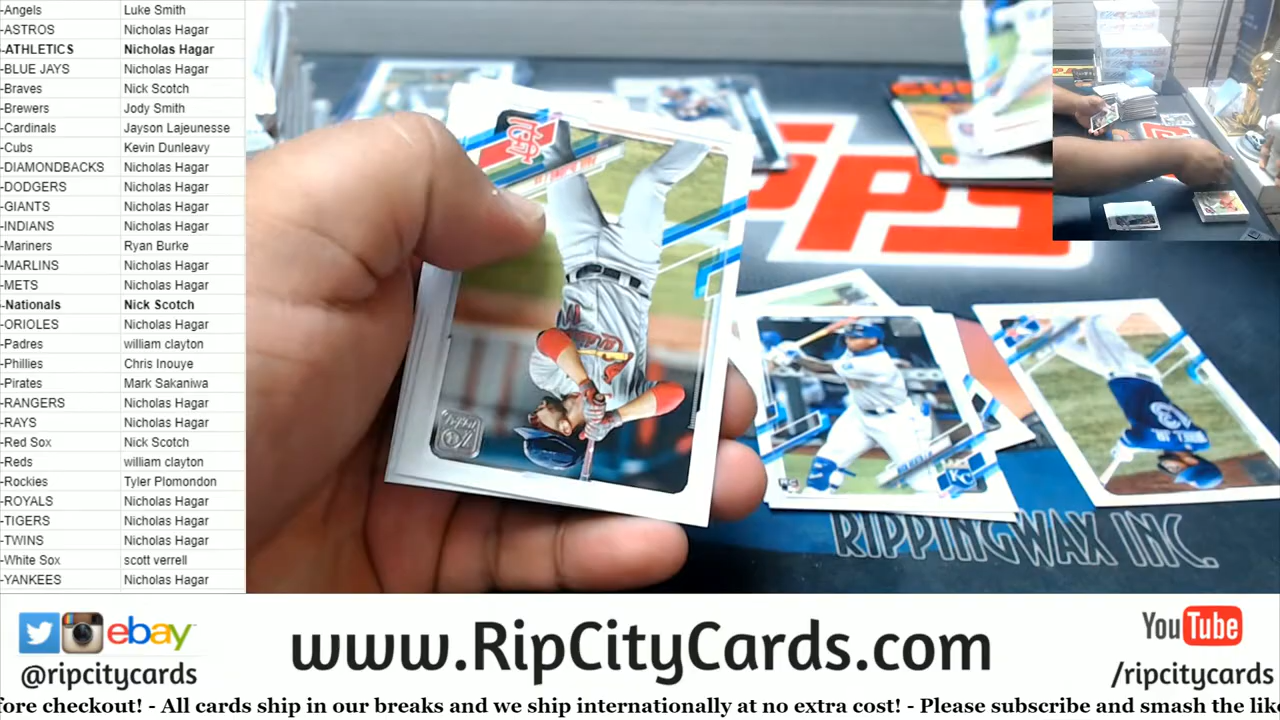 -Angels Luke Smith
-ASTROS Nicholas Hagar
-ATHLETICS Nicholas Hagar
-BLUE JAYS Nicholas Hagar
-Braves Nick Scotch
-Brewers Jody Smith
-Cardinals Jayson Lajeunesse
-Cubs Kevin Dunleavy
-DIAMONDBACKS Nicholas Hagar
-DODGERS Nicholas Hagar
-GIANTS Nicholas Hagar
-INDIANS Nicholas Hagar
-Mariners Ryan Burke
-MARLINS Nicholas Hagar
-METS Nicholas Hagar
-Nationals Nick Scotch
-ORIOLES Nicholas Hagar
-Padres william clayton
-Phillies Chris Inouye
-Pirates Mark Sakaniwa
-RANGERS Nicholas Hagar
-RAYS Nicholas Hagar
-Red Sox Nick Scotch
-Reds william clayton
-Rockies Tyler Plomondon
-ROYALS Nicholas Hagar
-TIGERS Nicholas Hagar
-TWINS Nicholas Hagar
-White Sox scott verrell
-YANKEES Nicholas Hagar
PPS
KC
RIPPINGWAX INC.
ebay
@ripcitycards
www.RipCityCards.com
YouTube
/ripcitycards
fore checkout! - All cards ship in our breaks and we ship internationally at no extra cost! - Please subscribe and smash the like